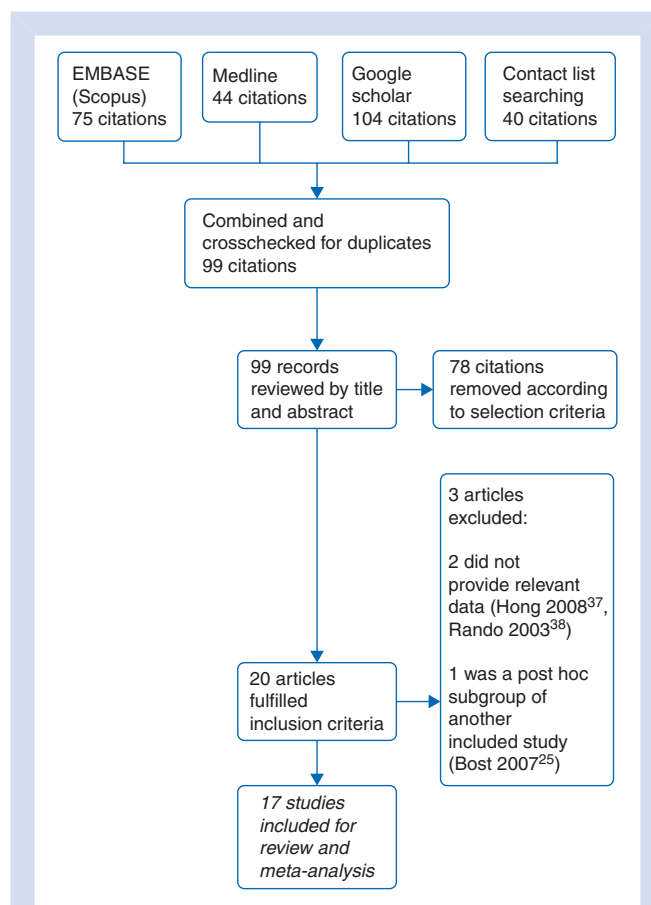 EMBASE
(Scopus)
75 citations
Medline
44 citations
Google
scholar
104 citations
Contact list
searching
40 citations
Combined and
crosschecked for duplicates
99 citations
99 records
reviewed by title
and abstract
78 citations
removed according
to selection criteria
3 articles
excluded:
2 did not
provide relevant
data (Hong 2008³⁷,
Rando 2003³⁸)
1 was a post hoc
subgroup of
another
included study
(Bost 2007²⁵)
20 articles
fulfilled
inclusion criteria
17 studies
included for
review and
meta-analysis